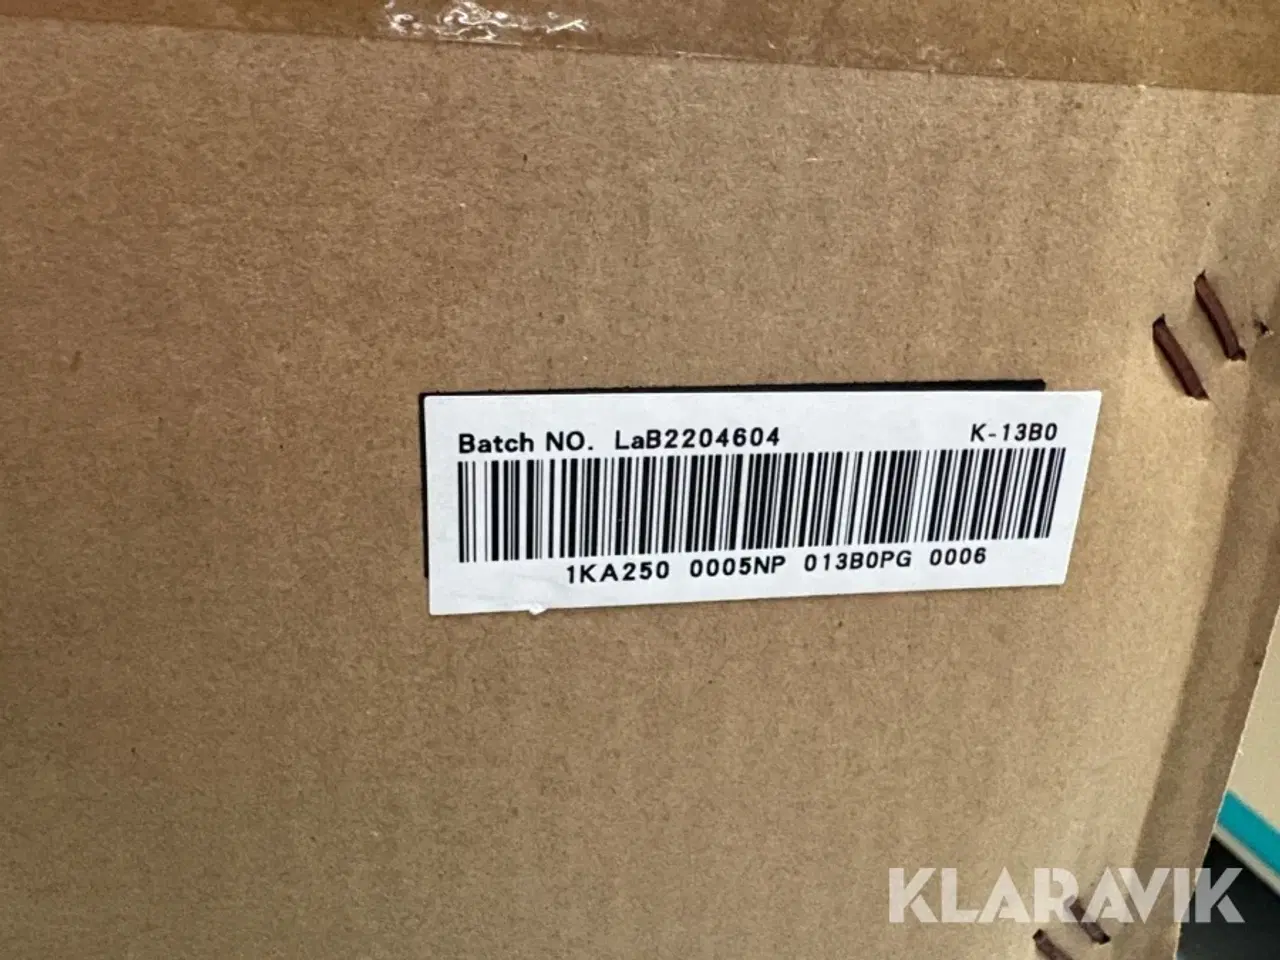 Batch NO. LaB2204604 K-13B0
1KA250 0005NP 013B0PG 0006
KLARAVIK